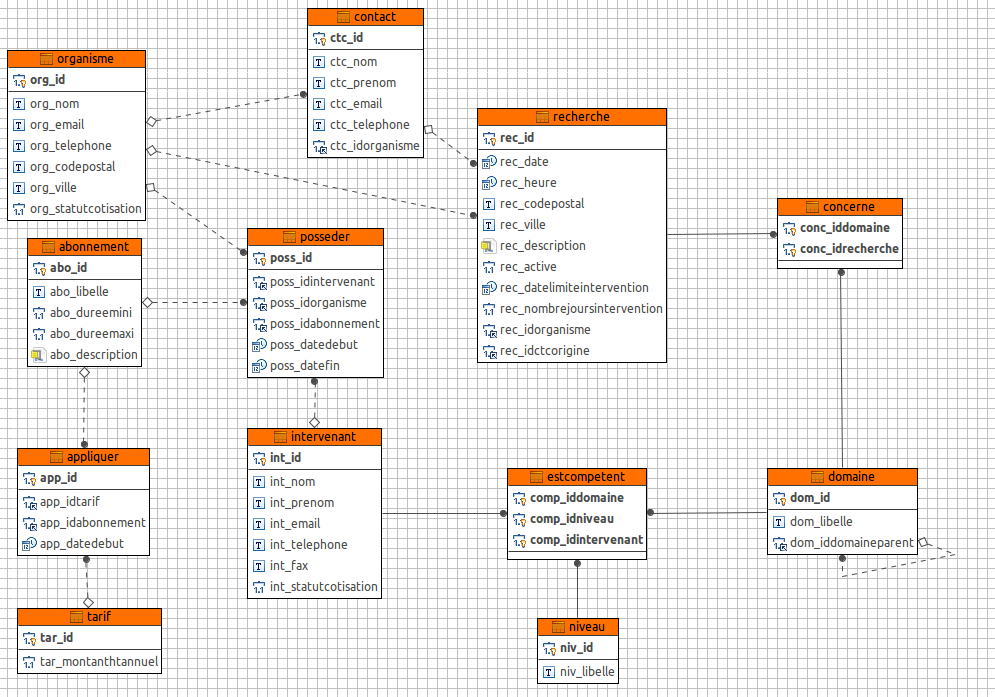 contact
ctc_id
ctc_nom
ctc_prenom
ctc_email
ctc_telephone
ctc_idorganisme
organisme
org_id
org_nom
org_email
org_telephone
org_codepostal
org_ville
org_statutcotisation
recherche
rec_id
rec_date
rec_heure
rec_codepostal
rec_ville
rec_description
rec_active
rec_datelimiteintervention
rec_nombrejoursintervention
rec_idorganisme
rec_idctcorigine
concerne
conc_iddomaine
conc_idrecherche
abonnement
abo_id
abo_libelle
abo_dureemini
abo_dureemaxi
abo_description
posseder
poss_id
poss_idintervenant
poss_idorganisme
poss_idabonnement
poss_datedebut
poss_datefin
intervenant
int_id
int_nom
int_prenom
int_email
int_telephone
int_fax
int_statutcotisation
appliquer
app_id
app_idtarif
app_idabonnement
app_datedebut
estcompetent
comp_iddomaine
comp_idniveau
comp_idintervenant
domaine
dom_id
dom_libelle
dom_iddomaineparent
tarif
tar_id
tar_montanthtannuel
niveau
niv_id
niv_libelle